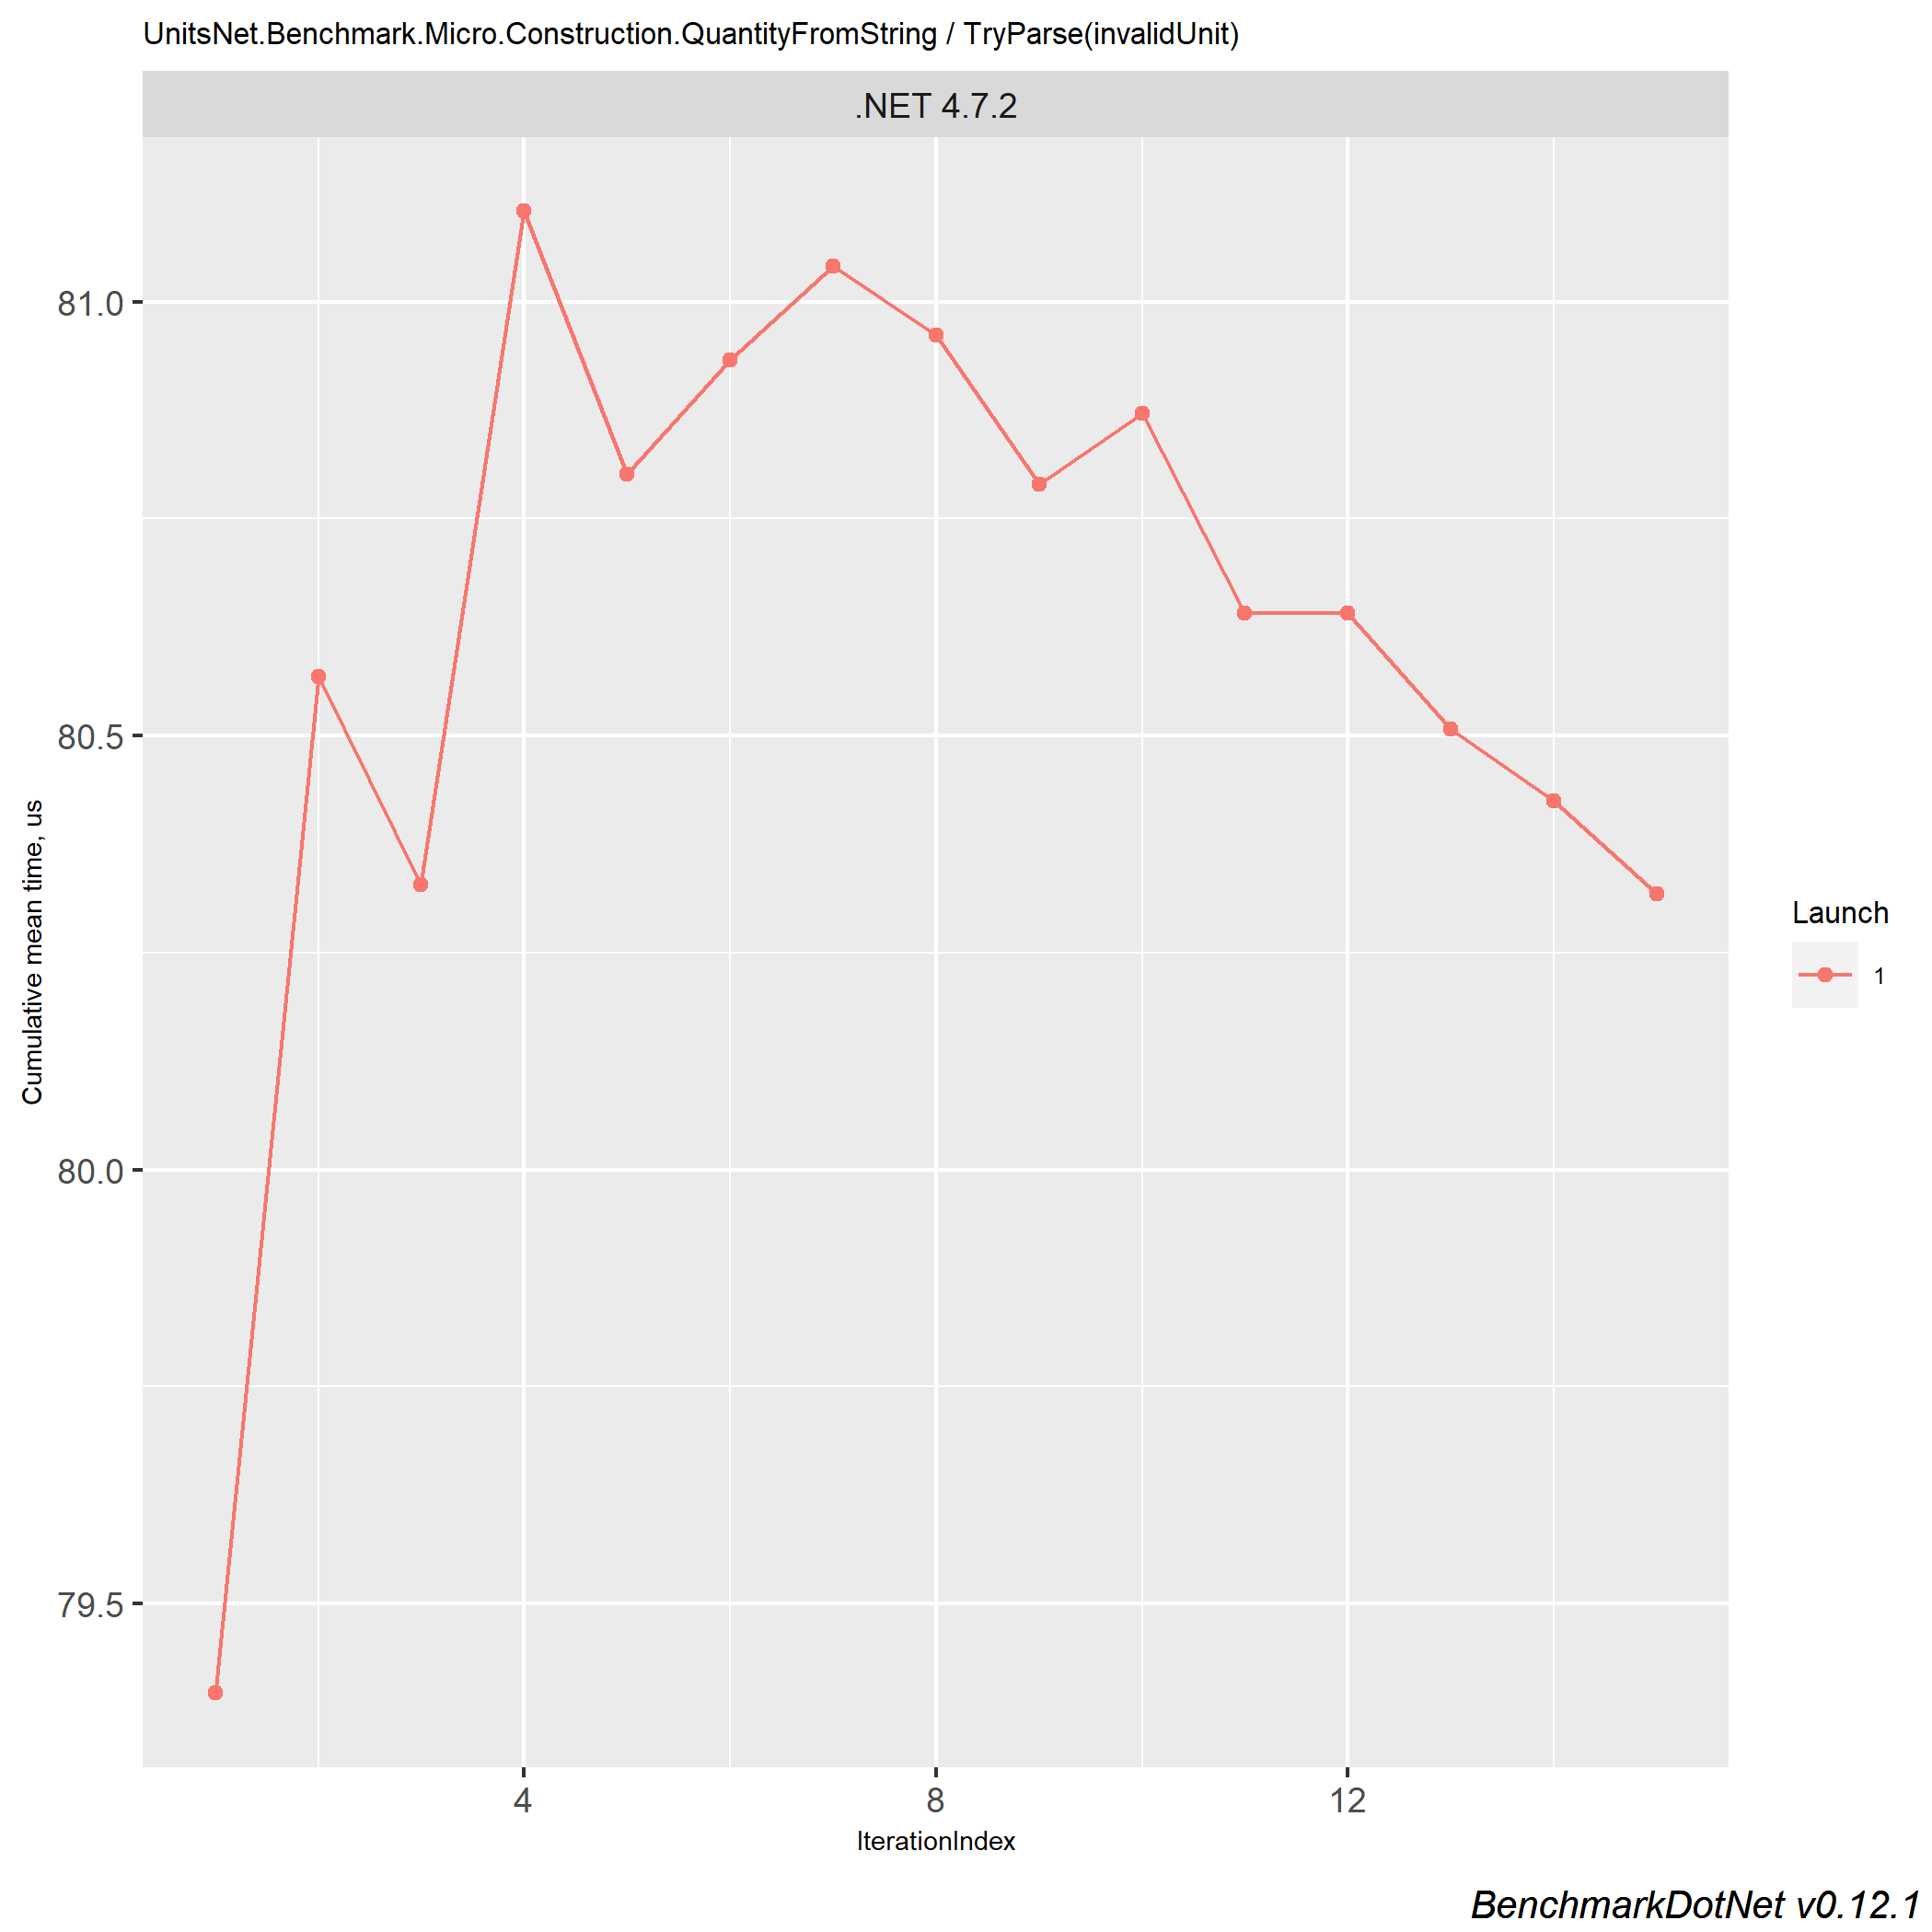 UnitsNet.Benchmark.Micro.Construction.QuantityFromString / TryParse(invalidUnit)
.NET 4.7.2
81.0
80.5
80.0
79.5
Cumulative mean time, us
4
8
12
IterationIndex
Launch
1
BenchmarkDotNet v0.12.1